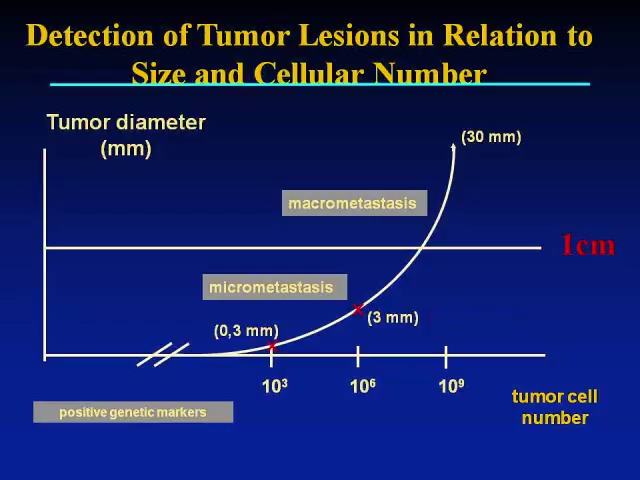 Detection of Tumor Lesions in Relation to
Size and Cellular Number
Tumor diameter
(mm)
(30 mm)
macrometastasis
1cm
micrometastasis
(0,3 mm)
(3 mm)
10³
10⁶
10⁹
positive genetic markers
tumor cell
number